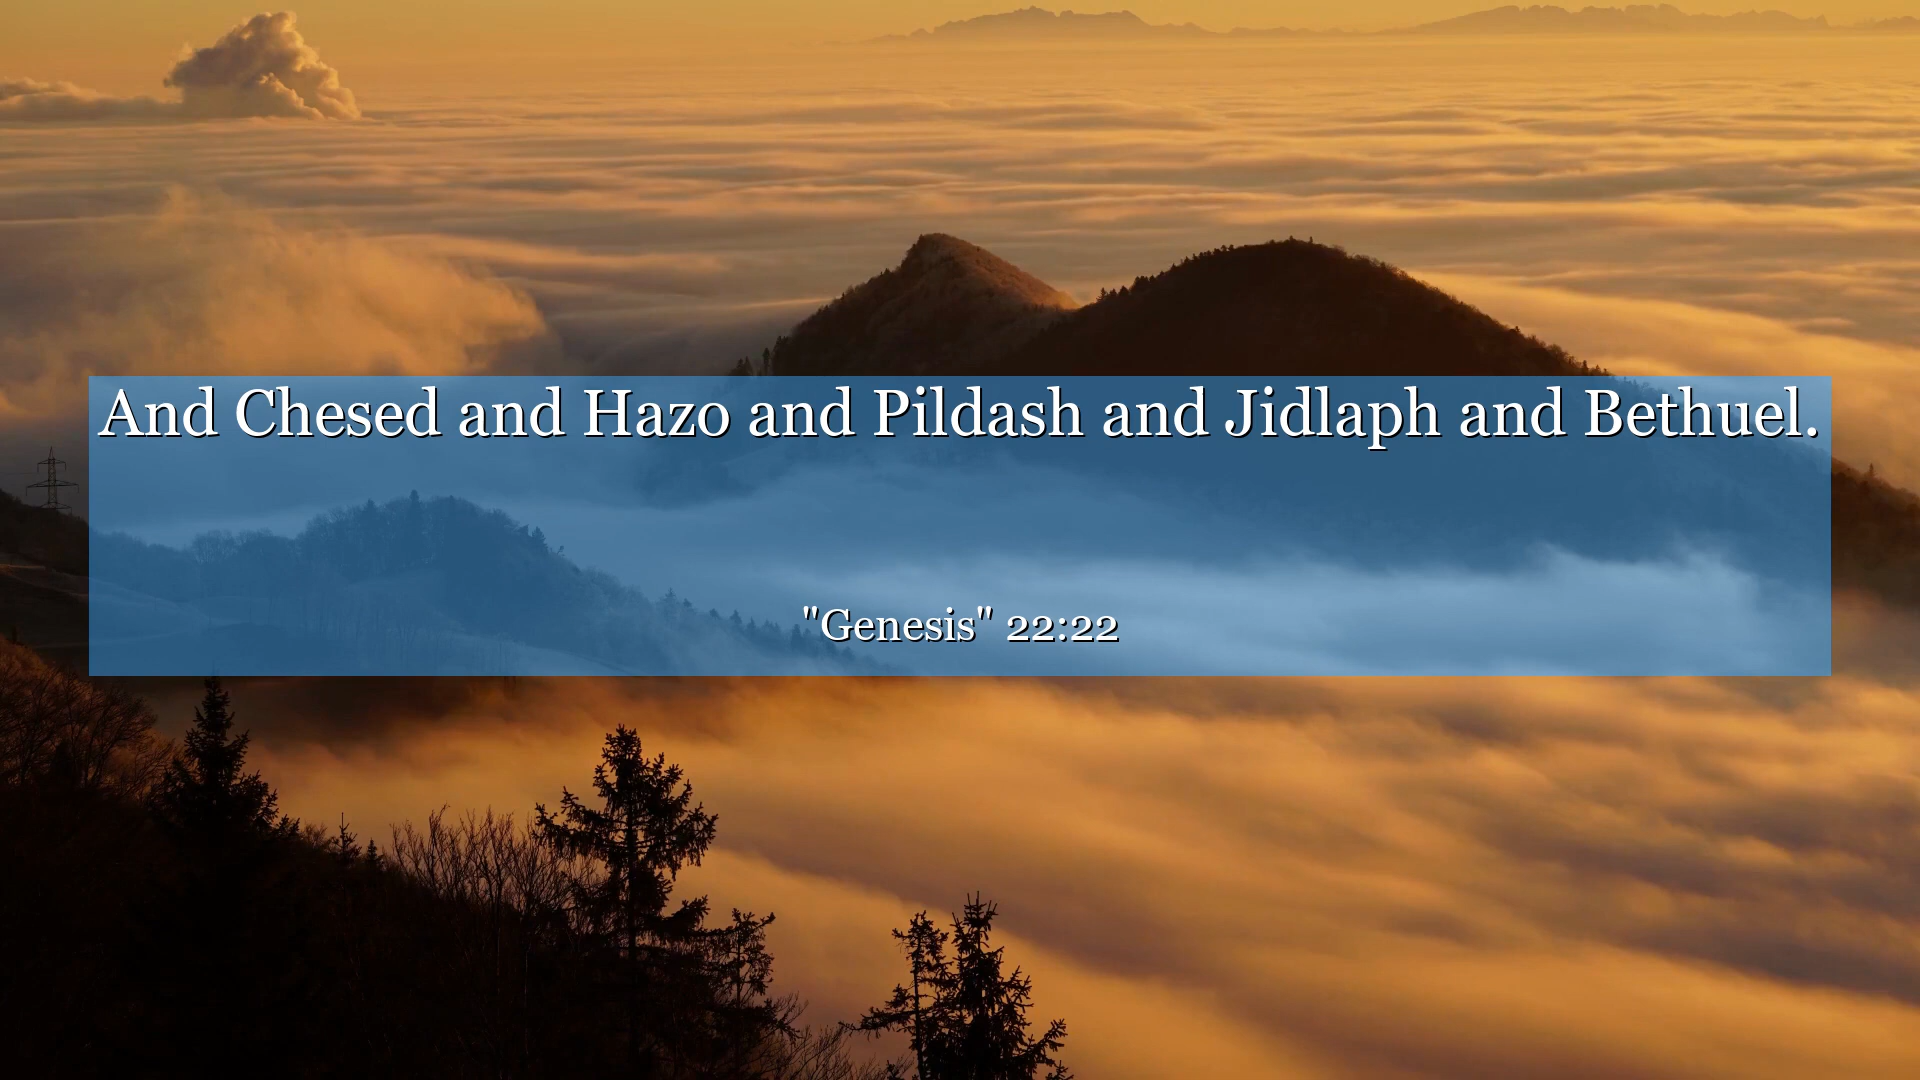 And Chesed and Hazo and Pildash and Jidlaph and Bethuel.
"Genesis" 22:22